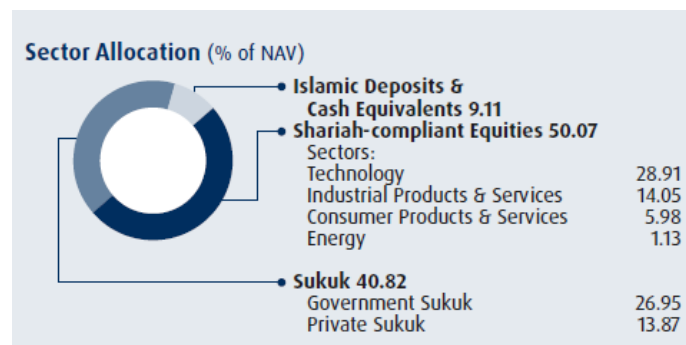 Sector Allocation (% of NAV)
Islamic Deposits &
Cash Equivalents 9.11
Shariah-compliant Equities 50.07
Sectors:
Technology 28.91
Industrial Products & Services 14.05
Consumer Products & Services 5.98
Energy 1.13
Sukuk 40.82
Government Sukuk 26.95
Private Sukuk 13.87